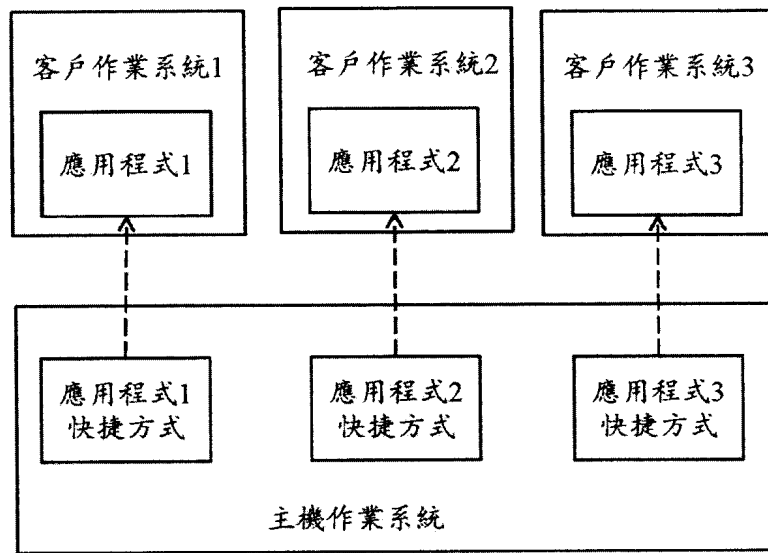 客戶作業系統1
應用程式1
客戶作業系統2
應用程式2
客戶作業系統3
應用程式3
應用程式1
快捷方式
應用程式2
快捷方式
應用程式3
快捷方式
主機作業系統